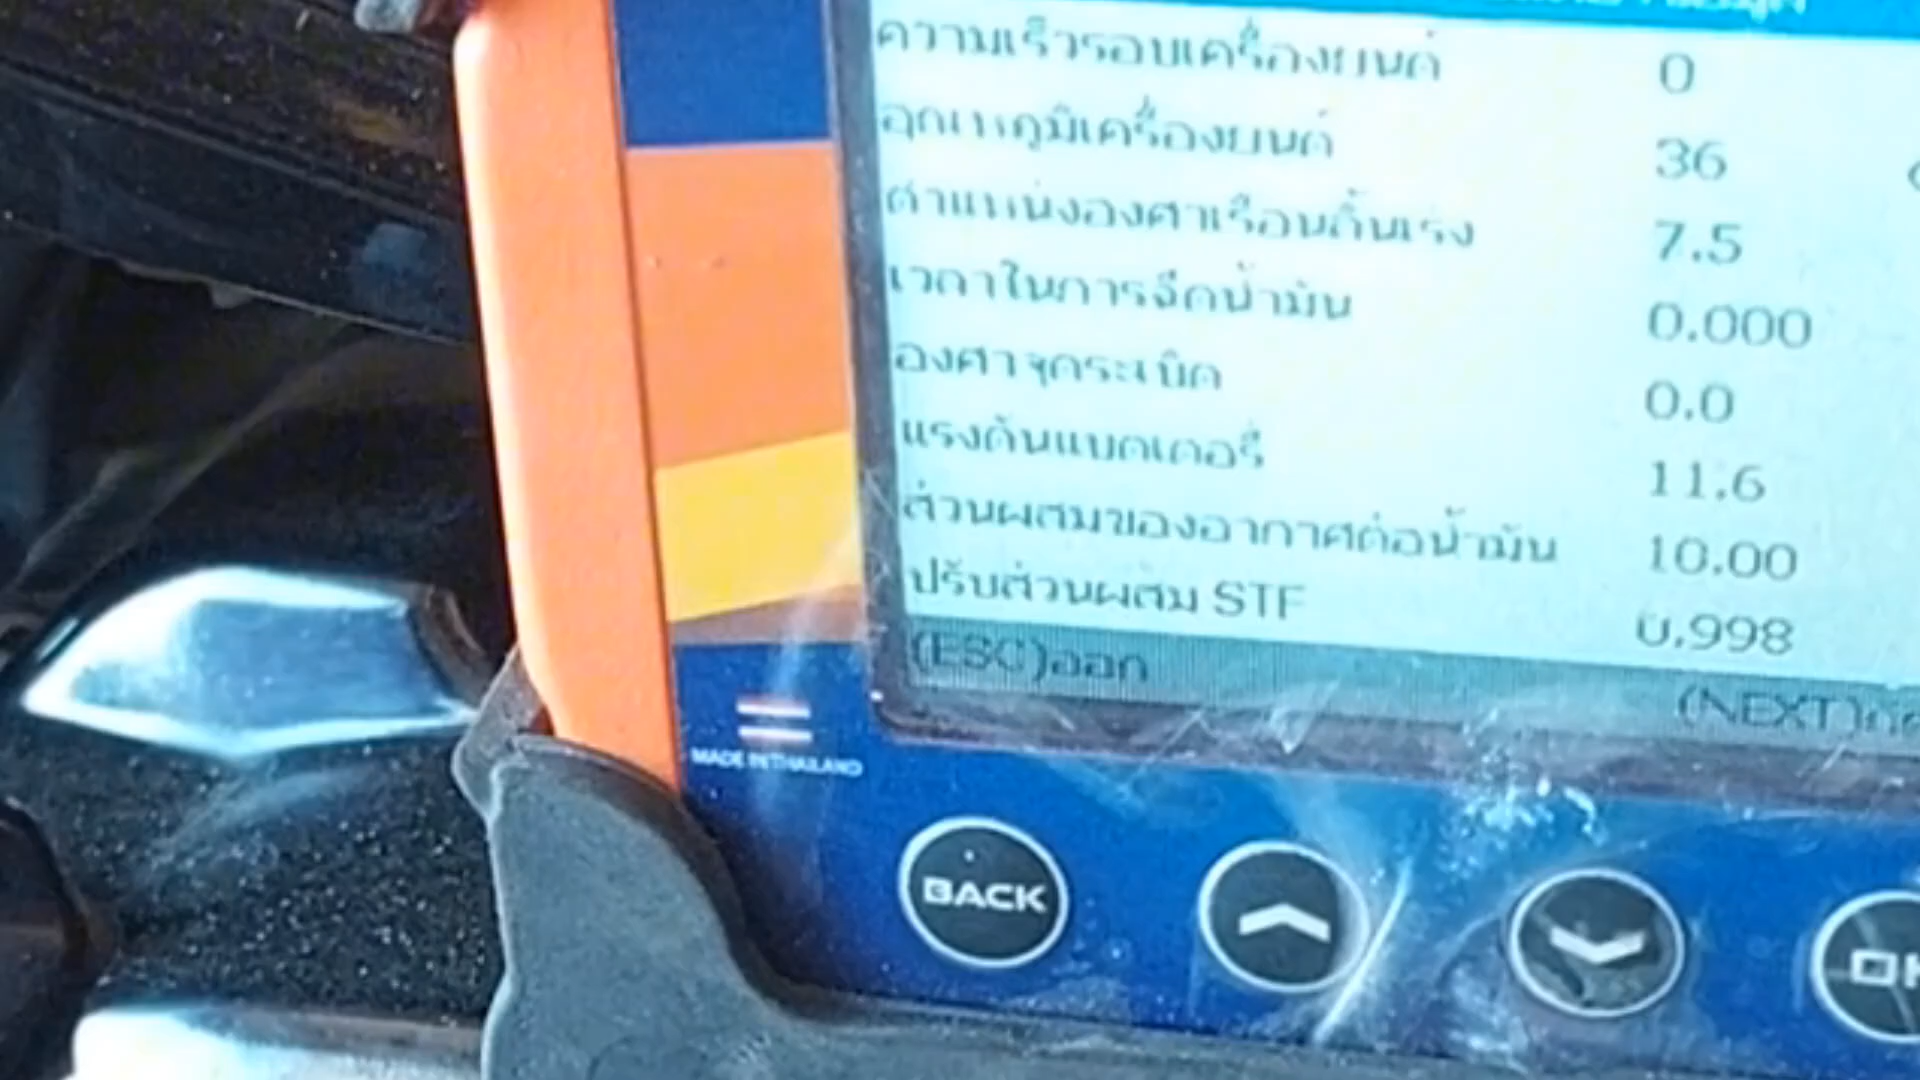 ความเร็วรอบเครื่องยนต์ 0
อุณหภูมิเครื่องยนต์ 36
ตำแหน่งองศาเรือนลิ้นเร่ง 7.5
เวลาในการฉีดน้ำมัน 0.000
องศาจุดระเบิด 0.0
แรงดันแบตเตอรี่ 11.6
ส่วนผสมของอากาศต่อน้ำมัน 10.00
ปรับส่วนผสม STF 0.998
(ESC)ออก (NEXT)
MADE IN THAILAND
BACK